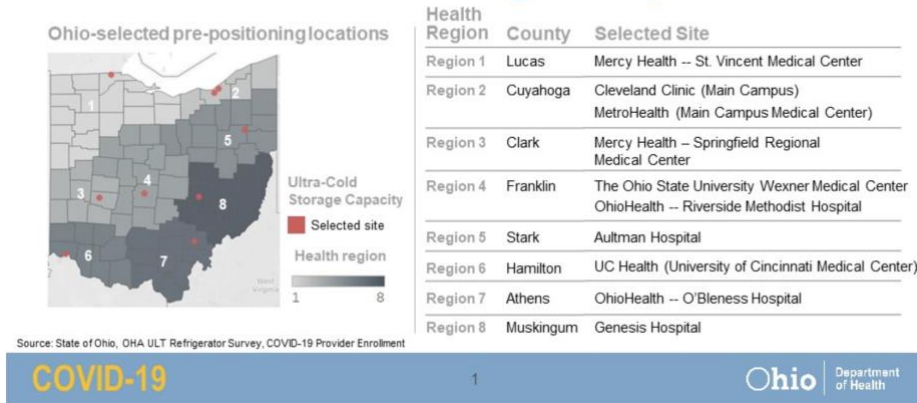 Ohio-selected pre-positioning locations
1
2
3
4
5
6
7
8
West
Virginia
Ultra-Cold
Storage Capacity
Selected site
Health region
1 8
Health
Region County Selected Site
Region 1 Lucas Mercy Health -- St. Vincent Medical Center
Region 2 Cuyahoga Cleveland Clinic (Main Campus)
MetroHealth (Main Campus Medical Center)
Region 3 Clark Mercy Health – Springfield Regional
Medical Center
Region 4 Franklin The Ohio State University Wexner Medical Center
OhioHealth -- Riverside Methodist Hospital
Region 5 Stark Aultman Hospital
Region 6 Hamilton UC Health (University of Cincinnati Medical Center)
Region 7 Athens OhioHealth -- O'Bleness Hospital
Region 8 Muskingum Genesis Hospital
Source: State of Ohio, OHA ULT Refrigerator Survey, COVID-19 Provider Enrollment
COVID-19
1
Ohio Department
of Health